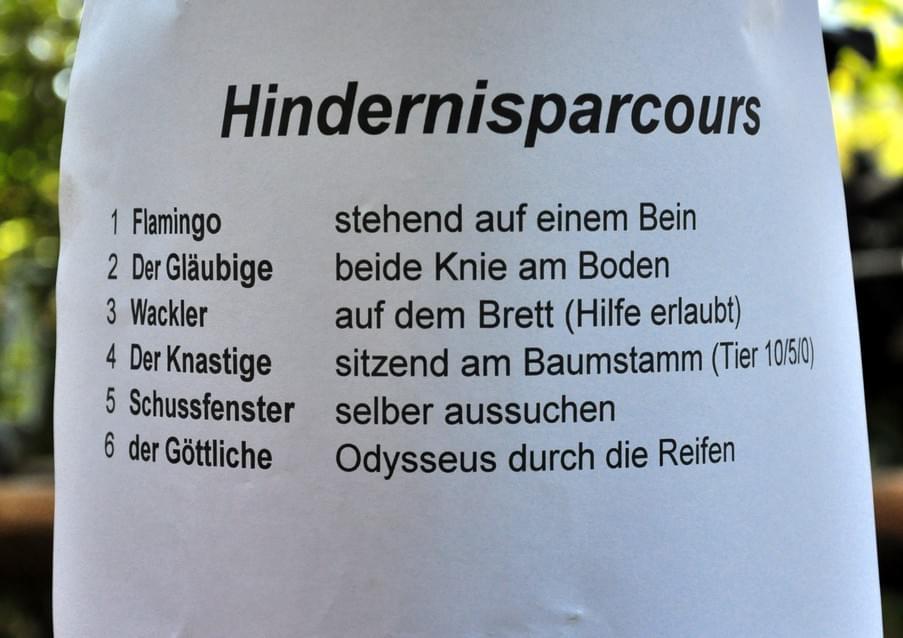 Hindernisparcours
1 Flamingo stehend auf einem Bein
2 Der Gläubige beide Knie am Boden
3 Wackler auf dem Brett (Hilfe erlaubt)
4 Der Knastige sitzend am Baumstamm (Tier 10/5/0)
5 Schussfenster selber aussuchen
6 der Göttliche Odysseus durch die Reifen